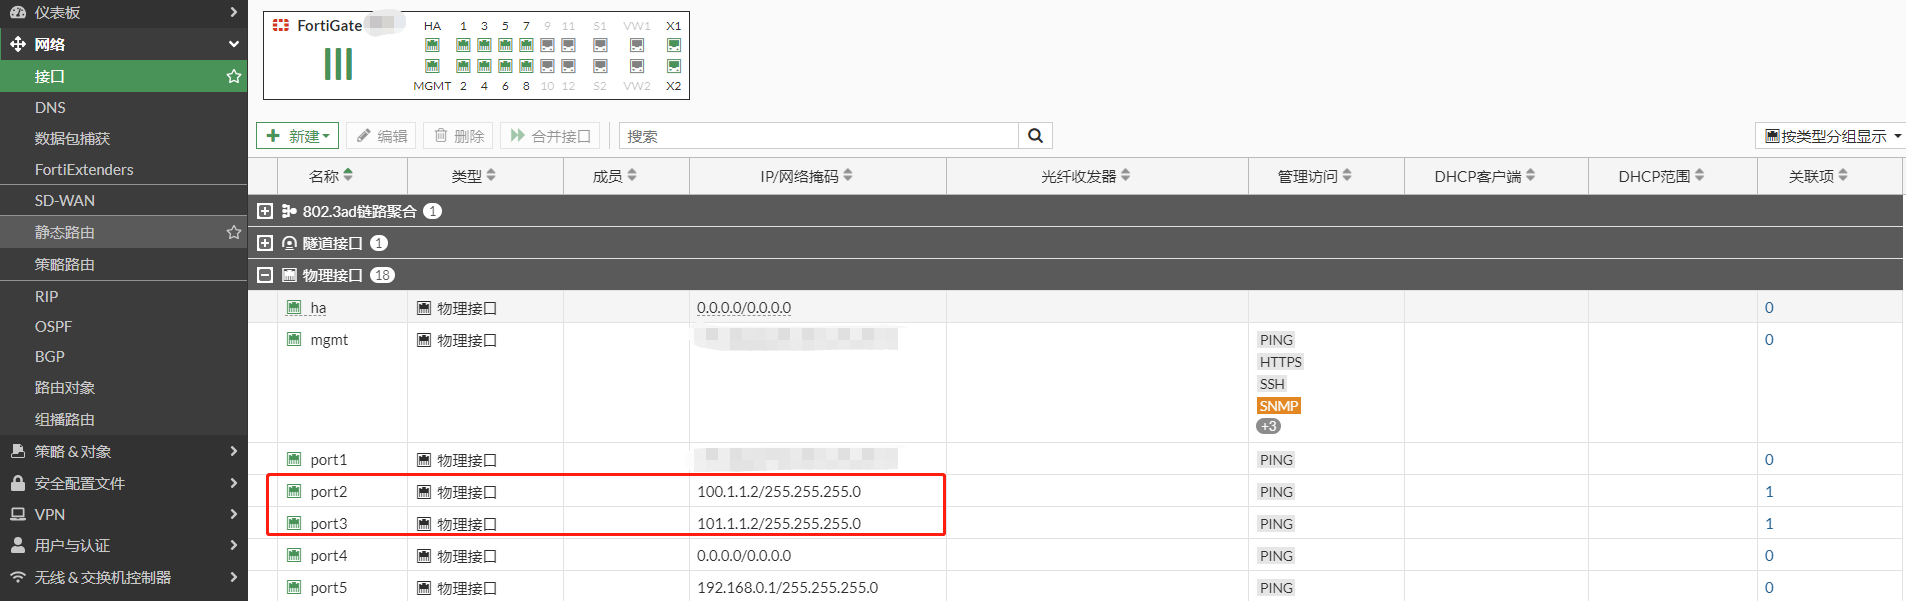 仪表板
网络
接口
DNS
数据包捕获
FortiExtenders
SD-WAN
静态路由
策略路由
RIP
OSPF
BGP
路由对象
组播路由
策略 & 对象
安全配置文件
VPN
用户与认证
无线 & 交换机控制器
FortiGate
HA 1 3 5 7 9 11 S1 VW1 X1
MGMT 2 4 6 8 10 12 S2 VW2 X2
新建 编辑 删除 合并接口 搜索 按类型分组显示
名称 类型 成员 IP/网络掩码 光纤收发器 管理访问 DHCP客户端 DHCP范围 关联项
802.3ad链路聚合 1
隧道接口 1
物理接口 18
ha 物理接口 0.0.0.0/0.0.0.0 0
mgmt 物理接口 PING 0
HTTPS
SSH
SNMP
+3
port1 物理接口 PING 0
port2 物理接口 100.1.1.2/255.255.255.0 PING 1
port3 物理接口 101.1.1.2/255.255.255.0 PING 1
port4 物理接口 0.0.0.0/0.0.0.0 PING 0
port5 物理接口 192.168.0.1/255.255.255.0 PING 0